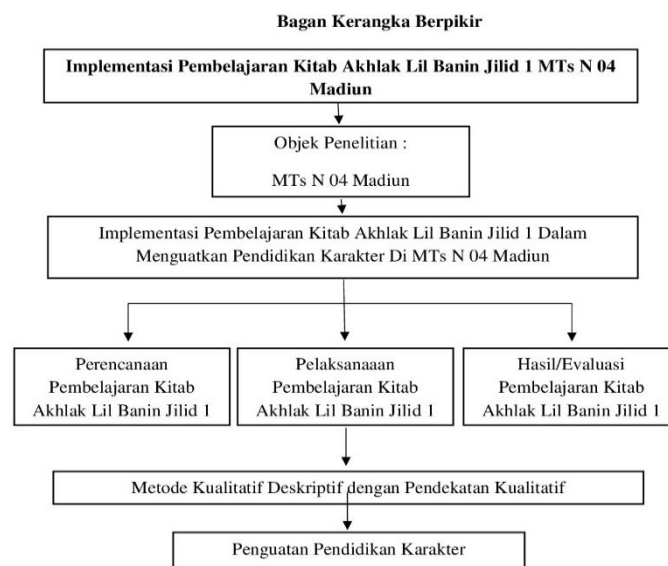 Bagan Kerangka Berpikir
Implementasi Pembelajaran Kitab Akhlak Lil Banin Jilid 1 MTs N 04
Madiun
Objek Penelitian :
MTs N 04 Madiun
Implementasi Pembelajaran Kitab Akhlak Lil Banin Jilid 1 Dalam
Menguatkan Pendidikan Karakter Di MTs N 04 Madiun
Perencanaan
Pembelajaran Kitab
Akhlak Lil Banin Jilid 1
Pelaksanaaan
Pembelajaran Kitab
Akhlak Lil Banin Jilid 1
Hasil/Evaluasi
Pembelajaran Kitab
Akhlak Lil Banin Jilid 1
Metode Kualitatif Deskriptif dengan Pendekatan Kualitatif
Penguatan Pendidikan Karakter